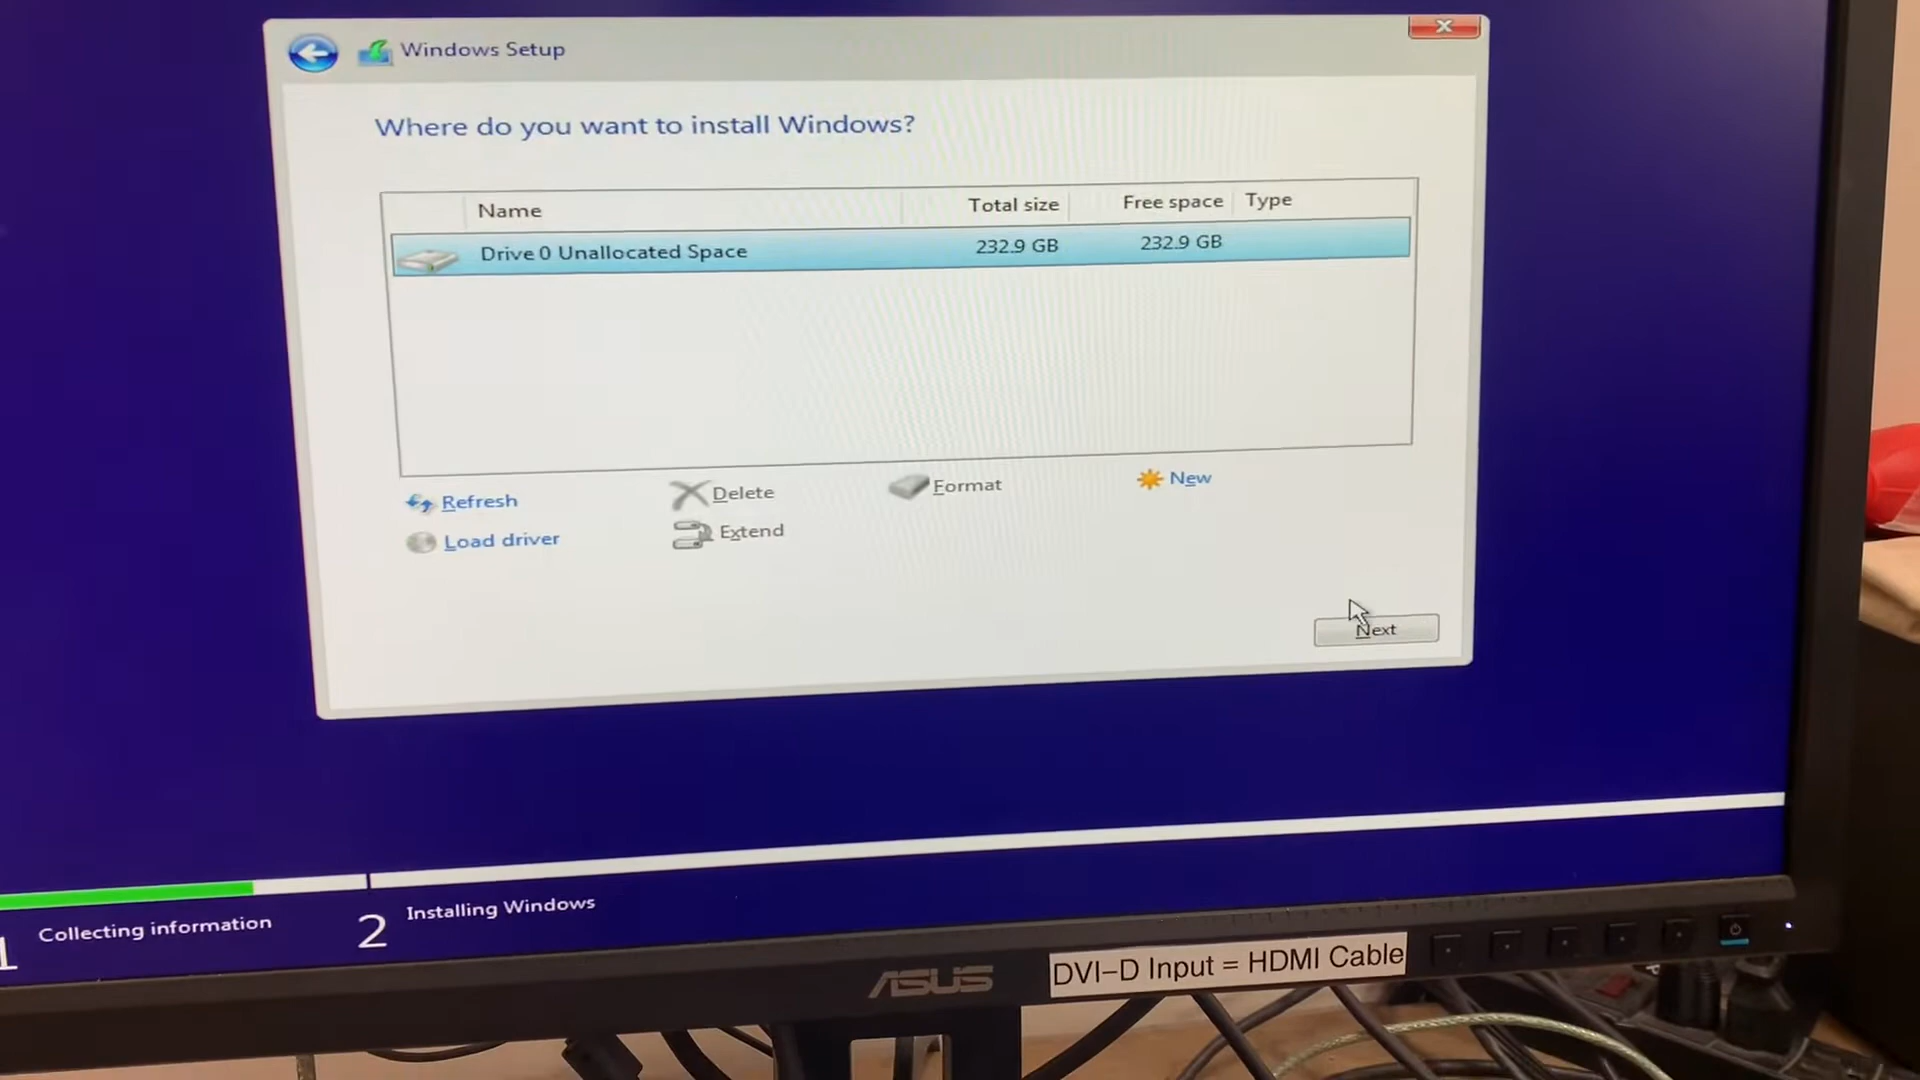 Windows Setup
Where do you want to install Windows?
Name Total size Free space Type
Drive 0 Unallocated Space 232.9 GB 232.9 GB
Refresh Delete Format New
Load driver Extend
Next
1 Collecting information 2 Installing Windows
ASUS DVI-D Input = HDMI Cable